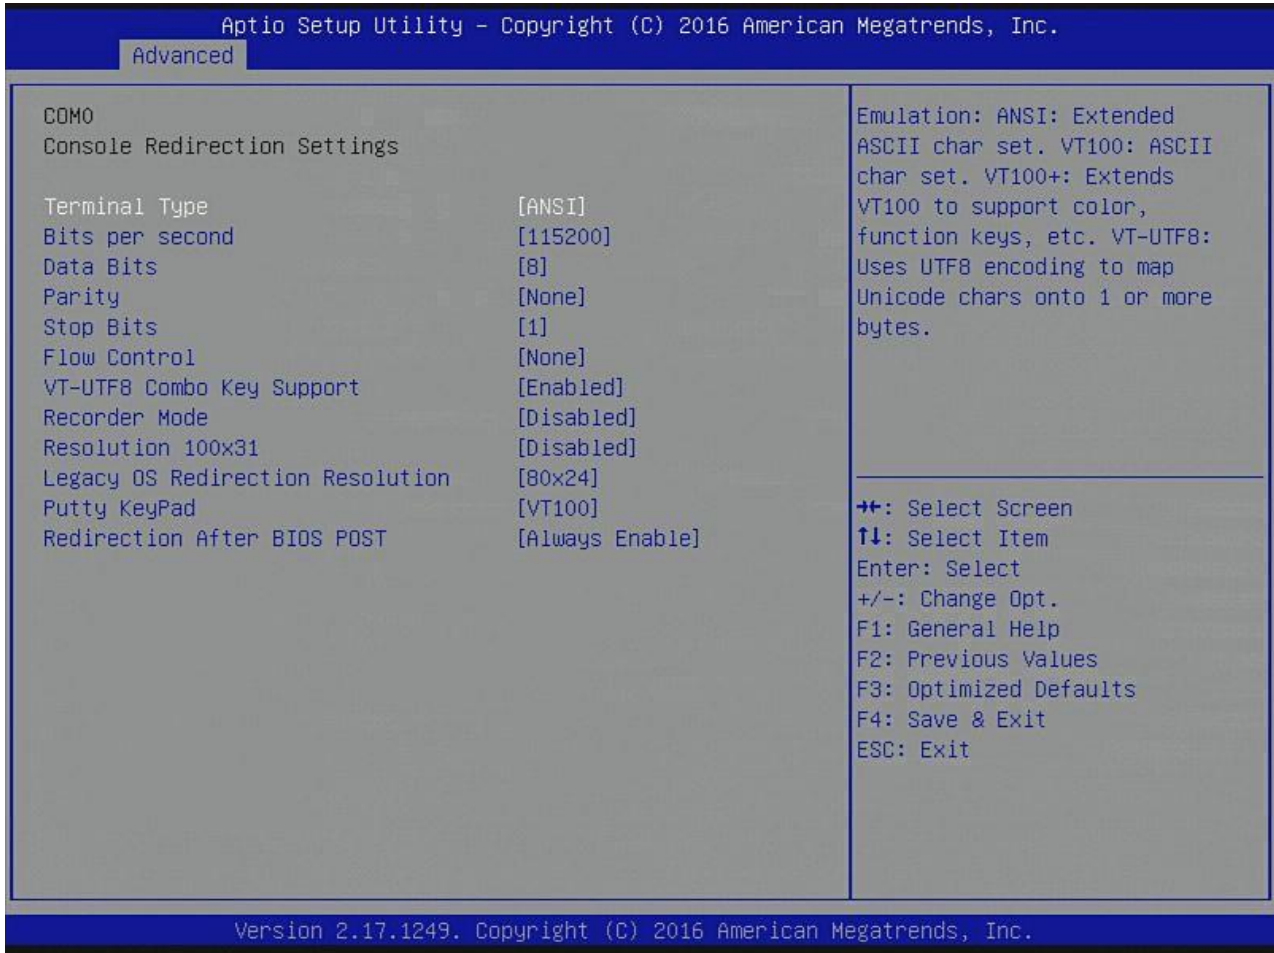 Aptio Setup Utility – Copyright (C) 2016 American Megatrends, Inc.
Advanced
COM0
Console Redirection Settings
Terminal Type [ANSI]
Bits per second [115200]
Data Bits [8]
Parity [None]
Stop Bits [1]
Flow Control [None]
VT-UTF8 Combo Key Support [Enabled]
Recorder Mode [Disabled]
Resolution 100x31 [Disabled]
Legacy OS Redirection Resolution [80x24]
Putty KeyPad [VT100]
Redirection After BIOS POST [Always Enable]
Emulation: ANSI: Extended
ASCII char set. VT100: ASCII
char set. VT100+: Extends
VT100 to support color,
function keys, etc. VT-UTF8:
Uses UTF8 encoding to map
Unicode chars onto 1 or more
bytes.
→←: Select Screen
↑↓: Select Item
Enter: Select
+/-: Change Opt.
F1: General Help
F2: Previous Values
F3: Optimized Defaults
F4: Save & Exit
ESC: Exit
Version 2.17.1249. Copyright (C) 2016 American Megatrends, Inc.